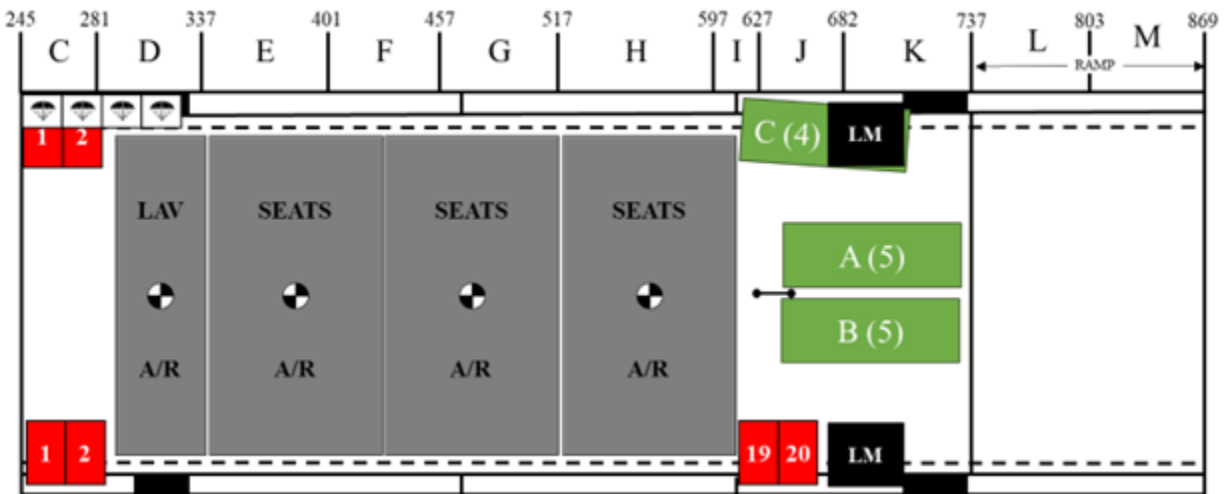 245 281 337 401 457 517 597 627 682 737 803 869
C D E F G H I J K L M
RAMP
1 2
C (4) LM
LAV SEATS SEATS SEATS
A (5)
B (5)
A/R A/R A/R A/R
1 2 19 20 LM